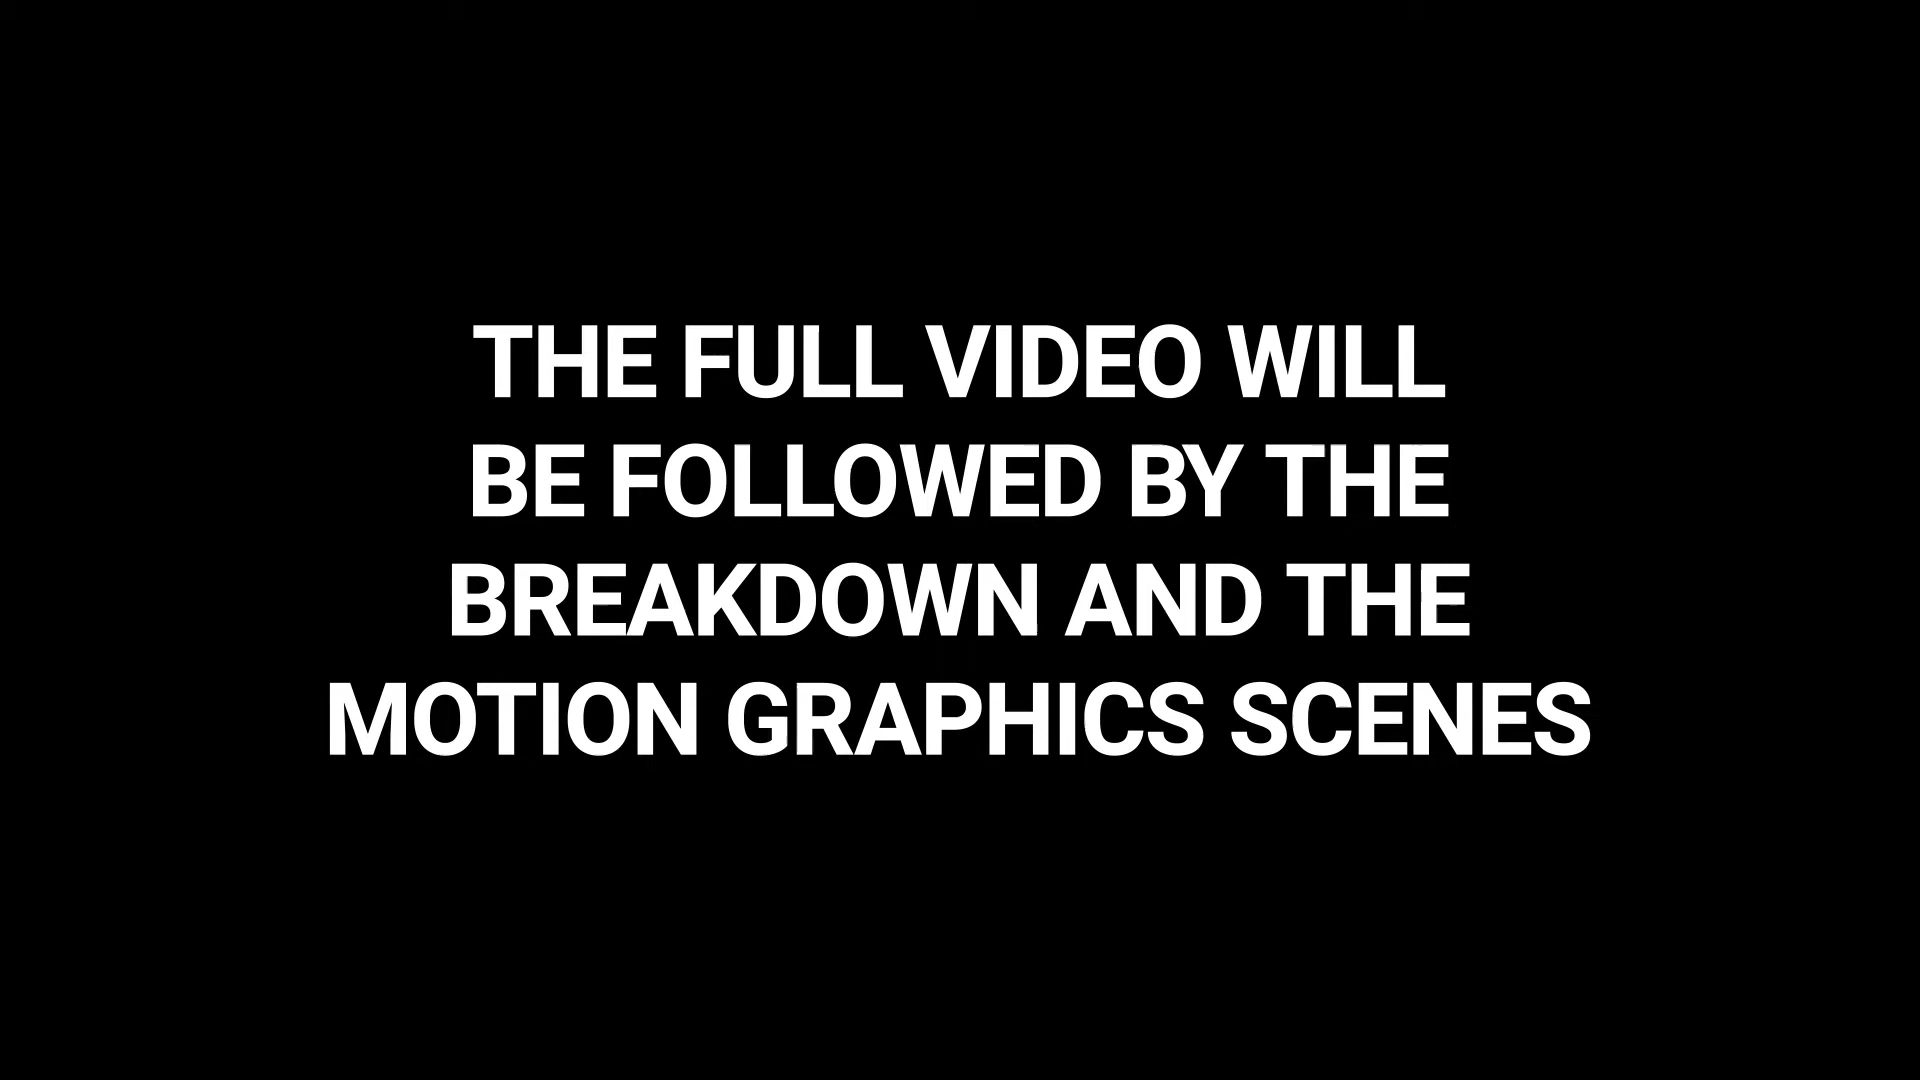 THE FULL VIDEO WILL
BE FOLLOWED BY THE
BREAKDOWN AND THE
MOTION GRAPHICS SCENES